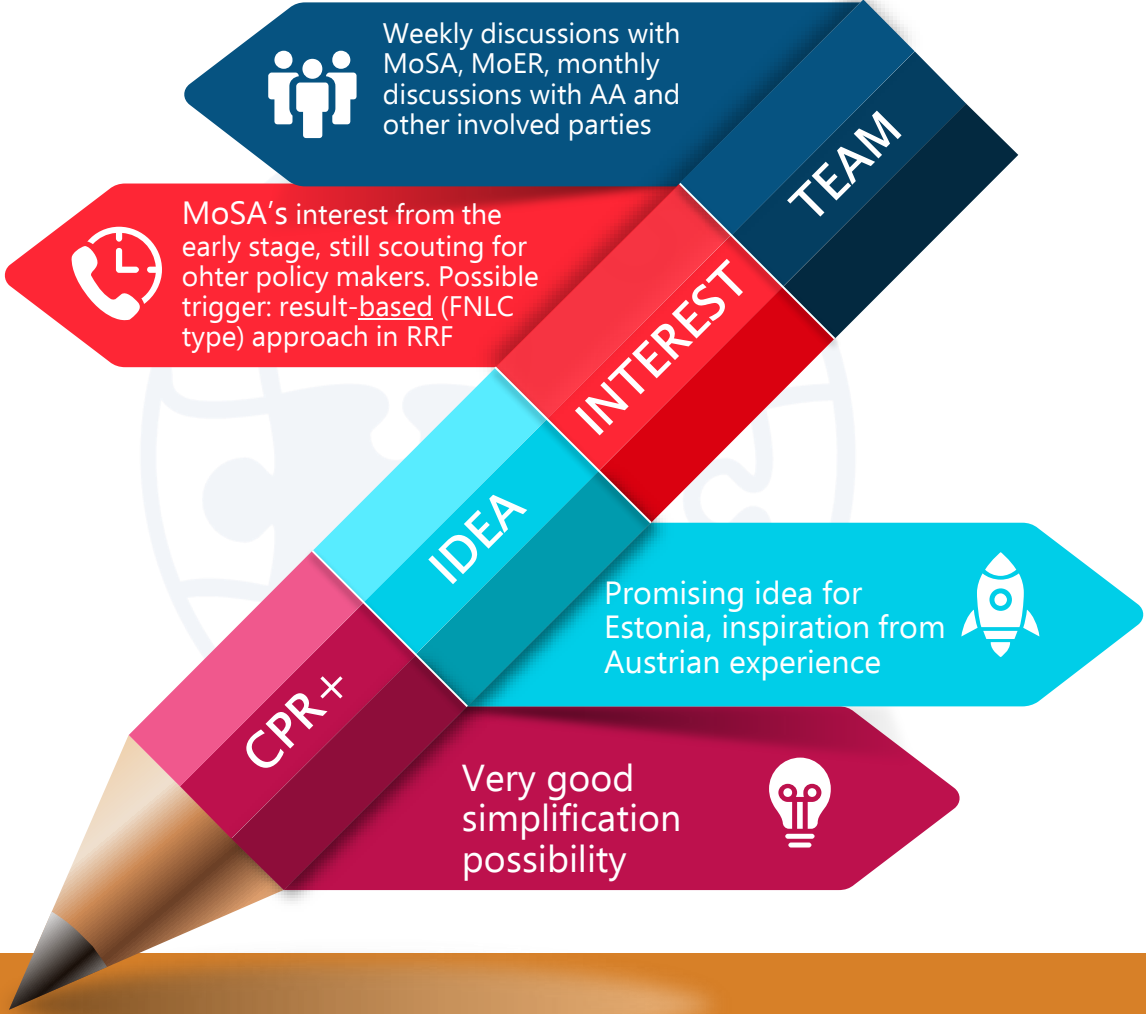 Weekly discussions with
MoSA, MoER, monthly
discussions with AA and
other involved parties
TEAM
MoSA's interest from the
early stage, still scouting for
ohter policy makers. Possible
trigger: result-based (FNLC
type) approach in RRF
INTEREST
IDEA
Promising idea for
Estonia, inspiration from
Austrian experience
CPR+
Very good
simplification
possibility